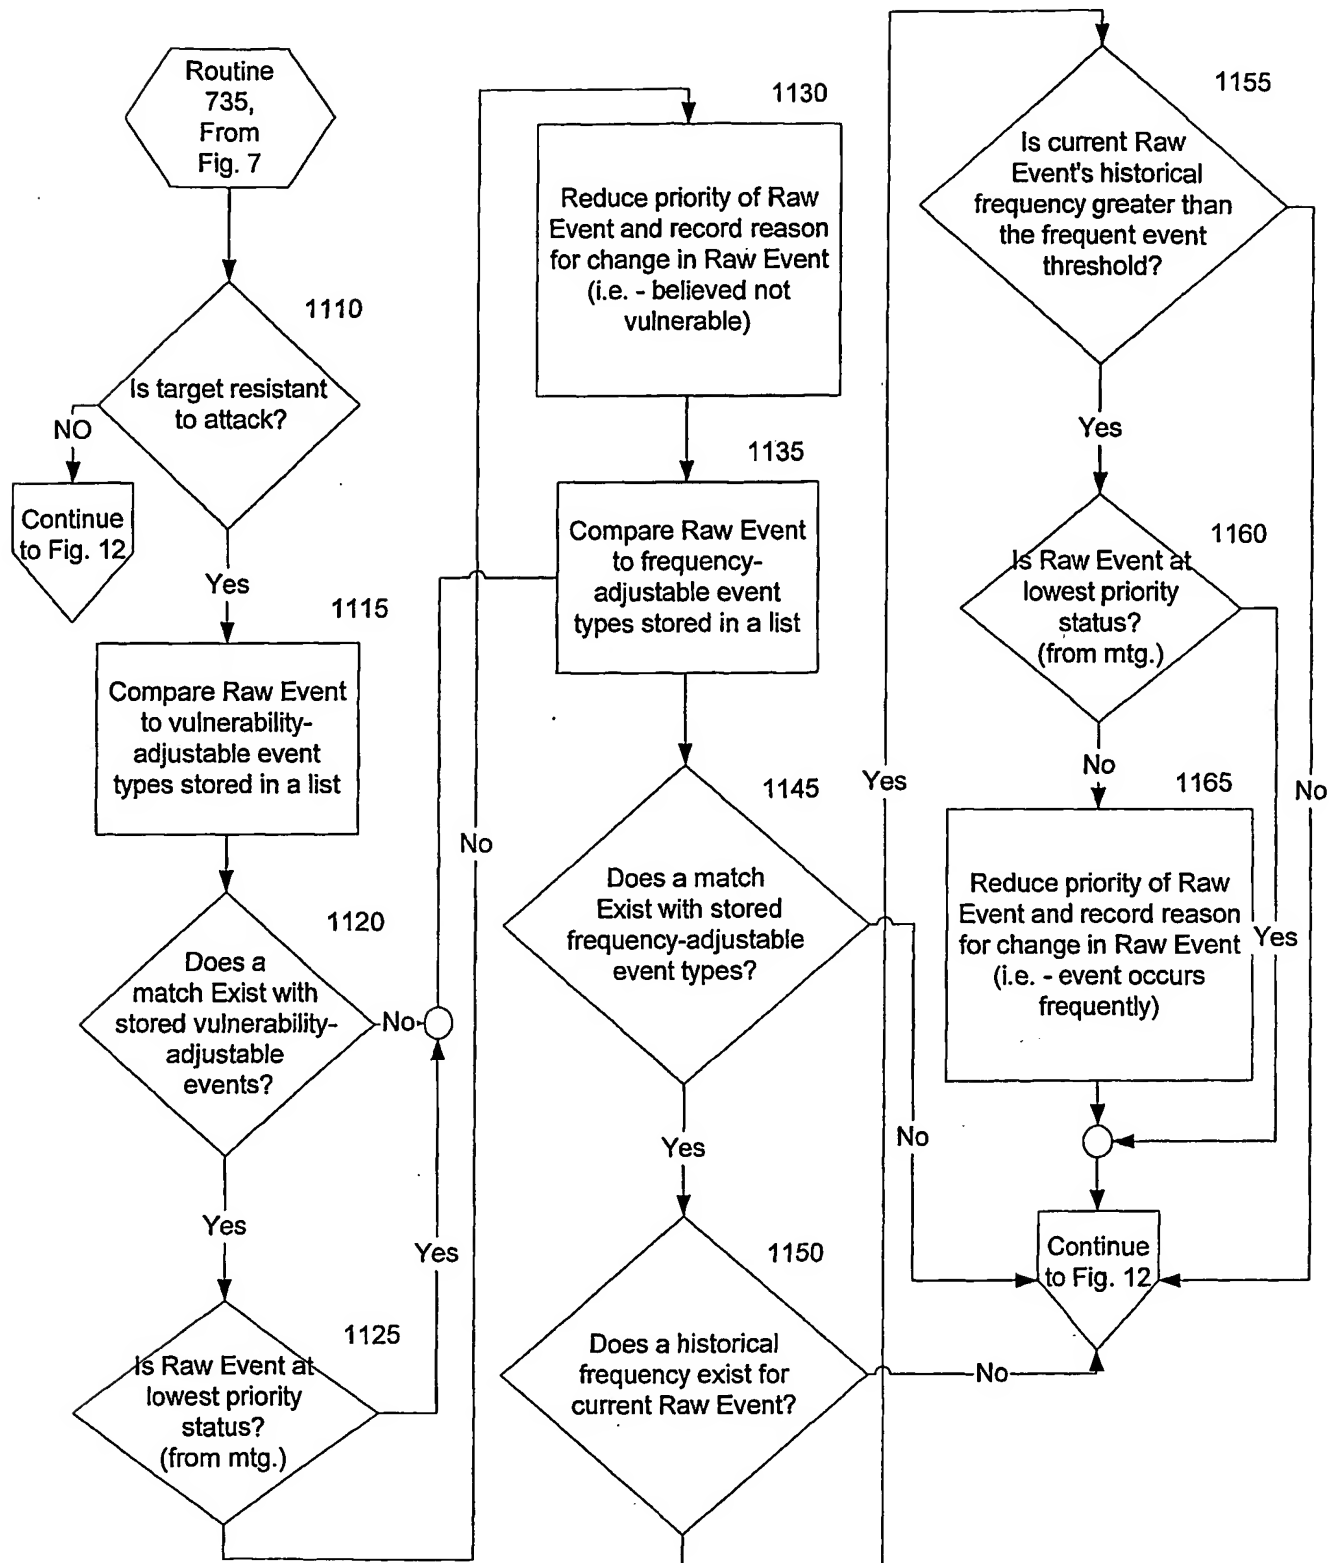 Routine
735,
From
Fig. 7
1110
Is target resistant
to attack?
NO
Continue
to Fig. 12
Yes
1115
Compare Raw Event
to vulnerability-
adjustable event
types stored in a list
1120
Does a
match Exist with
stored vulnerability-
adjustable
events?
No
Yes
Yes
1125
Is Raw Event at
lowest priority
status?
(from mtg.)
No
1130
Reduce priority of Raw
Event and record reason
for change in Raw Event
(i.e. - believed not
vulnerable)
1135
Compare Raw Event
to frequency-
adjustable event
types stored in a list
1145
Does a match
Exist with stored
frequency-adjustable
event types?
No
Yes
1150
Does a historical
frequency exist for
current Raw Event?
No
Yes
1155
Is current Raw
Event's historical
frequency greater than
the frequent event
threshold?
Yes
No
1160
Is Raw Event at
lowest priority
status?
(from mtg.)
No
Yes
1165
Reduce priority of Raw
Event and record reason
for change in Raw Event
(i.e. - event occurs
frequently)
Continue
to Fig. 12